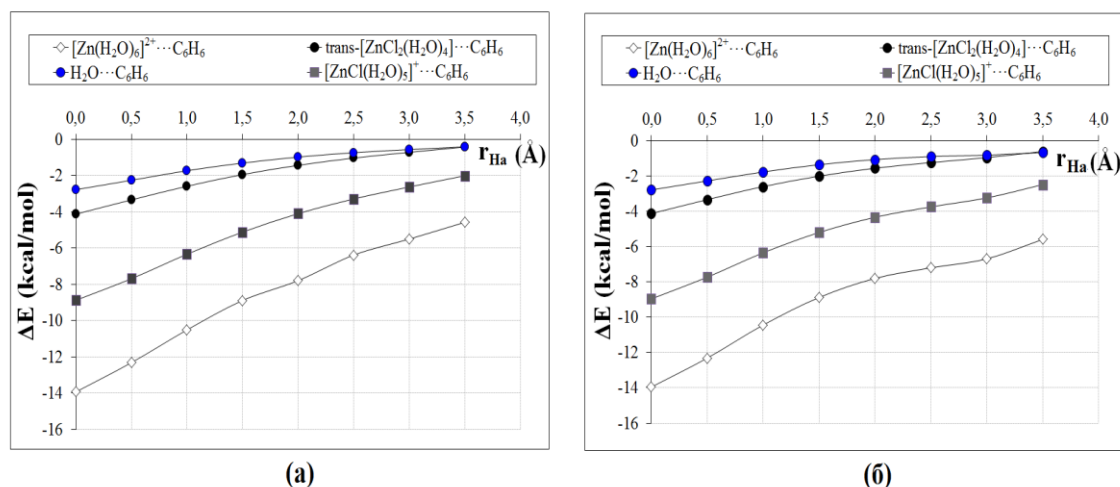 [Zn(H₂O)₆]²⁺⋯C₆H₆ trans-[ZnCl₂(H₂O)₄]⋯C₆H₆
H₂O⋯C₆H₆ [ZnCl(H₂O)₅]⁺⋯C₆H₆
0,0 0,5 1,0 1,5 2,0 2,5 3,0 3,5 4,0
r_Ha (Å)
0
-2
-4
-6
-8
-10
-12
-14
-16
ΔE (kcal/mol)
(а)
[Zn(H₂O)₆]²⁺⋯C₆H₆ trans-[ZnCl₂(H₂O)₄]⋯C₆H₆
H₂O⋯C₆H₆ [ZnCl(H₂O)₅]⁺⋯C₆H₆
0,0 0,5 1,0 1,5 2,0 2,5 3,0 3,5 4,0
r_Ha (Å)
0
-2
-4
-6
-8
-10
-12
-14
-16
ΔE (kcal/mol)
(б)